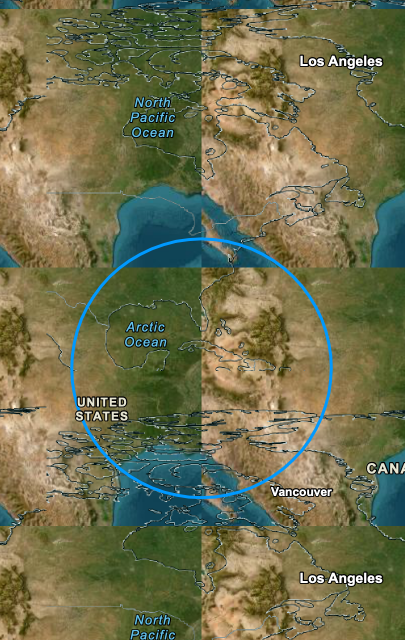 Los Angeles
North
Pacific
Ocean
Arctic
Ocean
UNITED
STATES
CANA
Vancouver
Los Angeles
North
Pacific